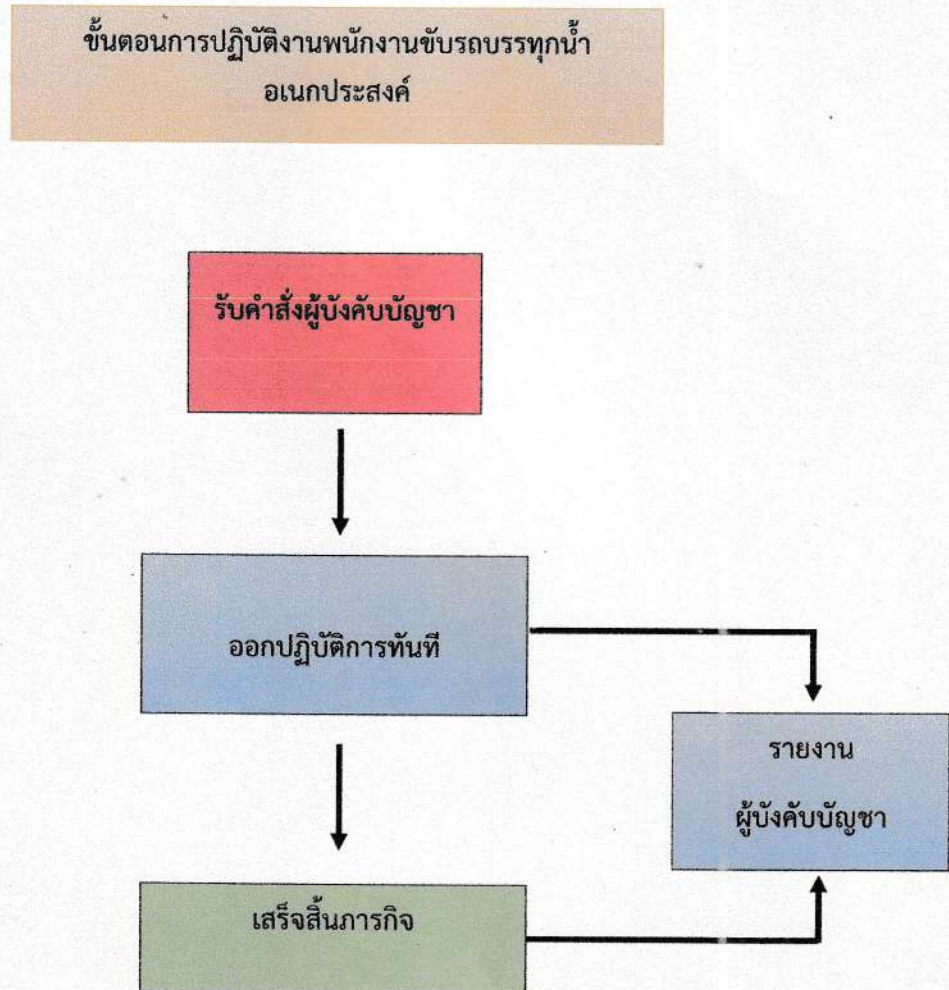 ขั้นตอนการปฏิบัติงานพนักงานขับรถบรรทุกน้ำ
อเนกประสงค์
รับคำสั่งผู้บังคับบัญชา
ออกปฏิบัติการทันที
รายงาน
ผู้บังคับบัญชา
เสร็จสิ้นภารกิจ